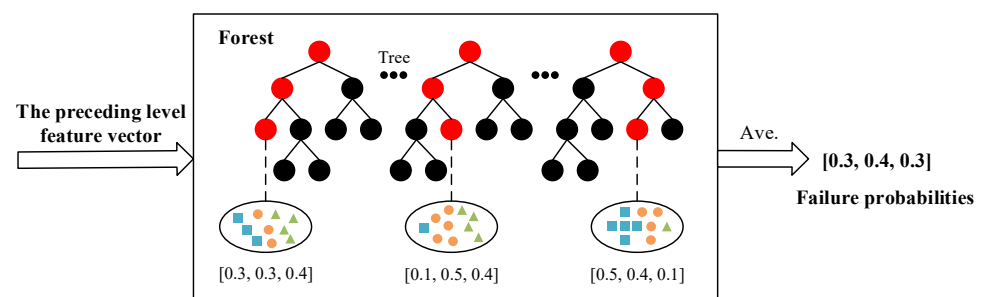 Forest
Tree
The preceding level
feature vector
Ave.
[0.3, 0.4, 0.3]
Failure probabilities
[0.3, 0.3, 0.4]
[0.1, 0.5, 0.4]
[0.5, 0.4, 0.1]